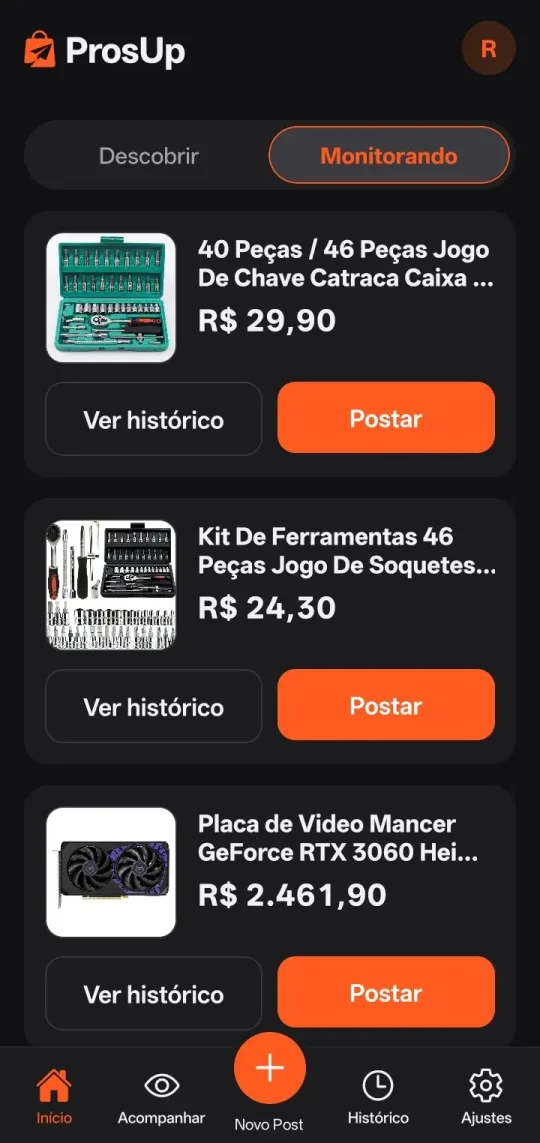 ProsUp
R
Descobrir
Monitorando
40 Peças / 46 Peças Jogo
De Chave Catraca Caixa ...
R$ 29,90
Ver histórico
Postar
Kit De Ferramentas 46
Peças Jogo De Soquetes...
R$ 24,30
Ver histórico
Postar
Placa de Video Mancer
GeForce RTX 3060 Hei...
R$ 2.461,90
Ver histórico
Postar
Início
Acompanhar
Novo Post
Histórico
Ajustes